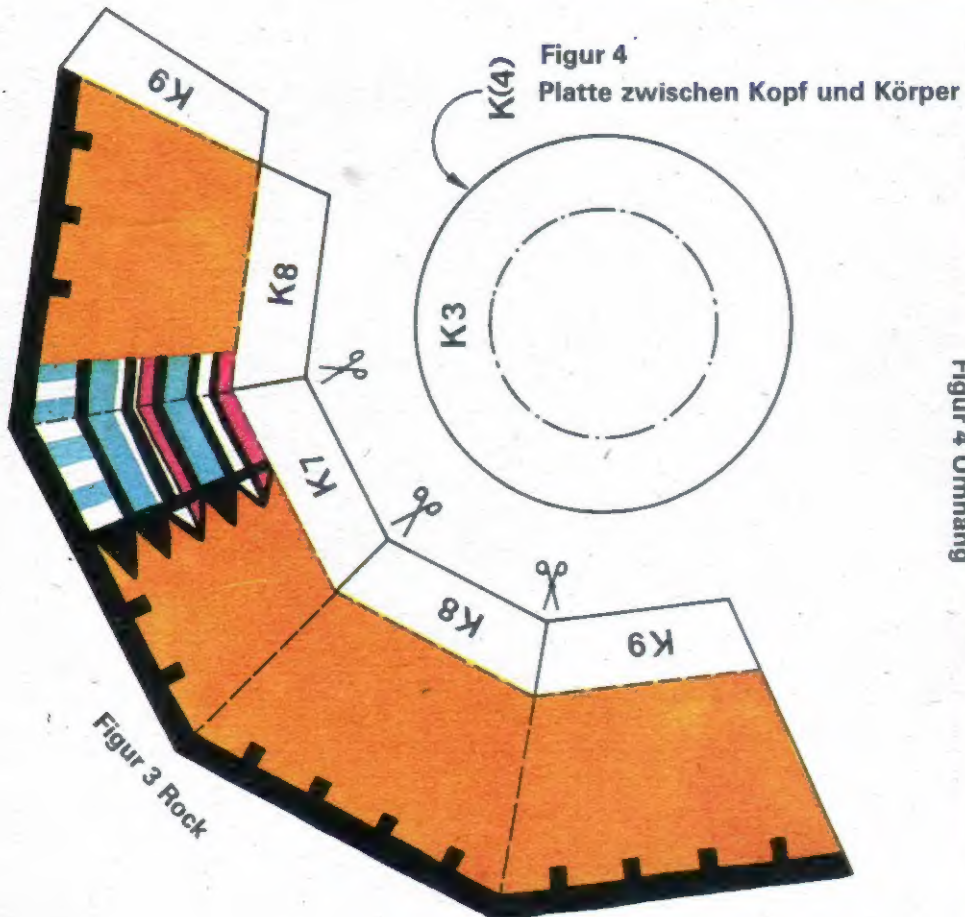 Figur 4
Platte zwischen Kopf und Körper
K(4)
K3
K9
K8
K7
K8
K9
Figur 3 Rock
Figur 4 Umhang